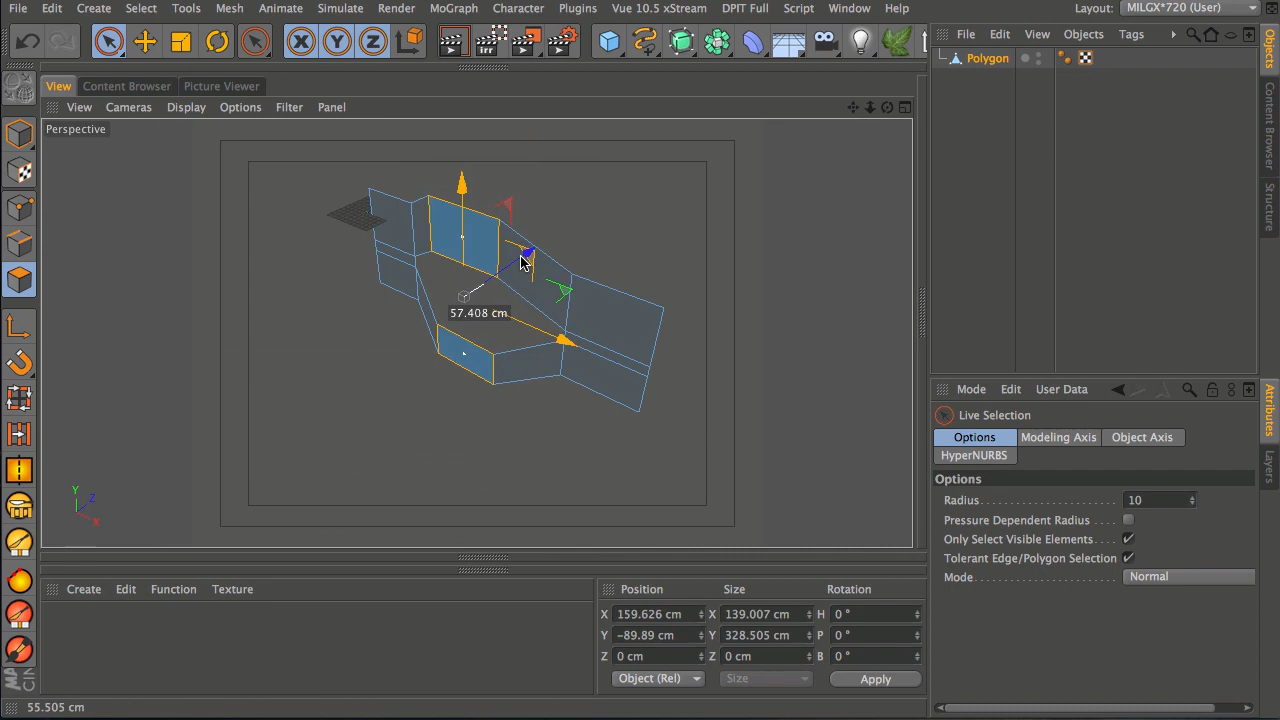 File Edit Create Select Tools Mesh Animate Simulate Render MoGraph Character Plugins Vue 10.5 xStream DPIT Full Script Window Help Layout: MILGX*720 (User)
X Y Z irr
File Edit View Objects Tags
View Content Browser Picture Viewer
Polygon
View Cameras Display Options Filter Panel
Perspective
57.408 cm
Y Z X
Objects
Content Browser
Structure
Mode Edit User Data
Live Selection
Options Modeling Axis Object Axis
HyperNURBS
Options
Radius 10
Pressure Dependent Radius
Only Select Visible Elements
Tolerant Edge/Polygon Selection
Mode Normal
Attributes
Layers
Create Edit Function Texture
Position Size Rotation
X 159.626 cm X 139.007 cm H 0 °
Y -89.89 cm Y 328.505 cm P 0 °
Z 0 cm Z 0 cm B 0 °
Object (Rel) Size Apply
55.505 cm